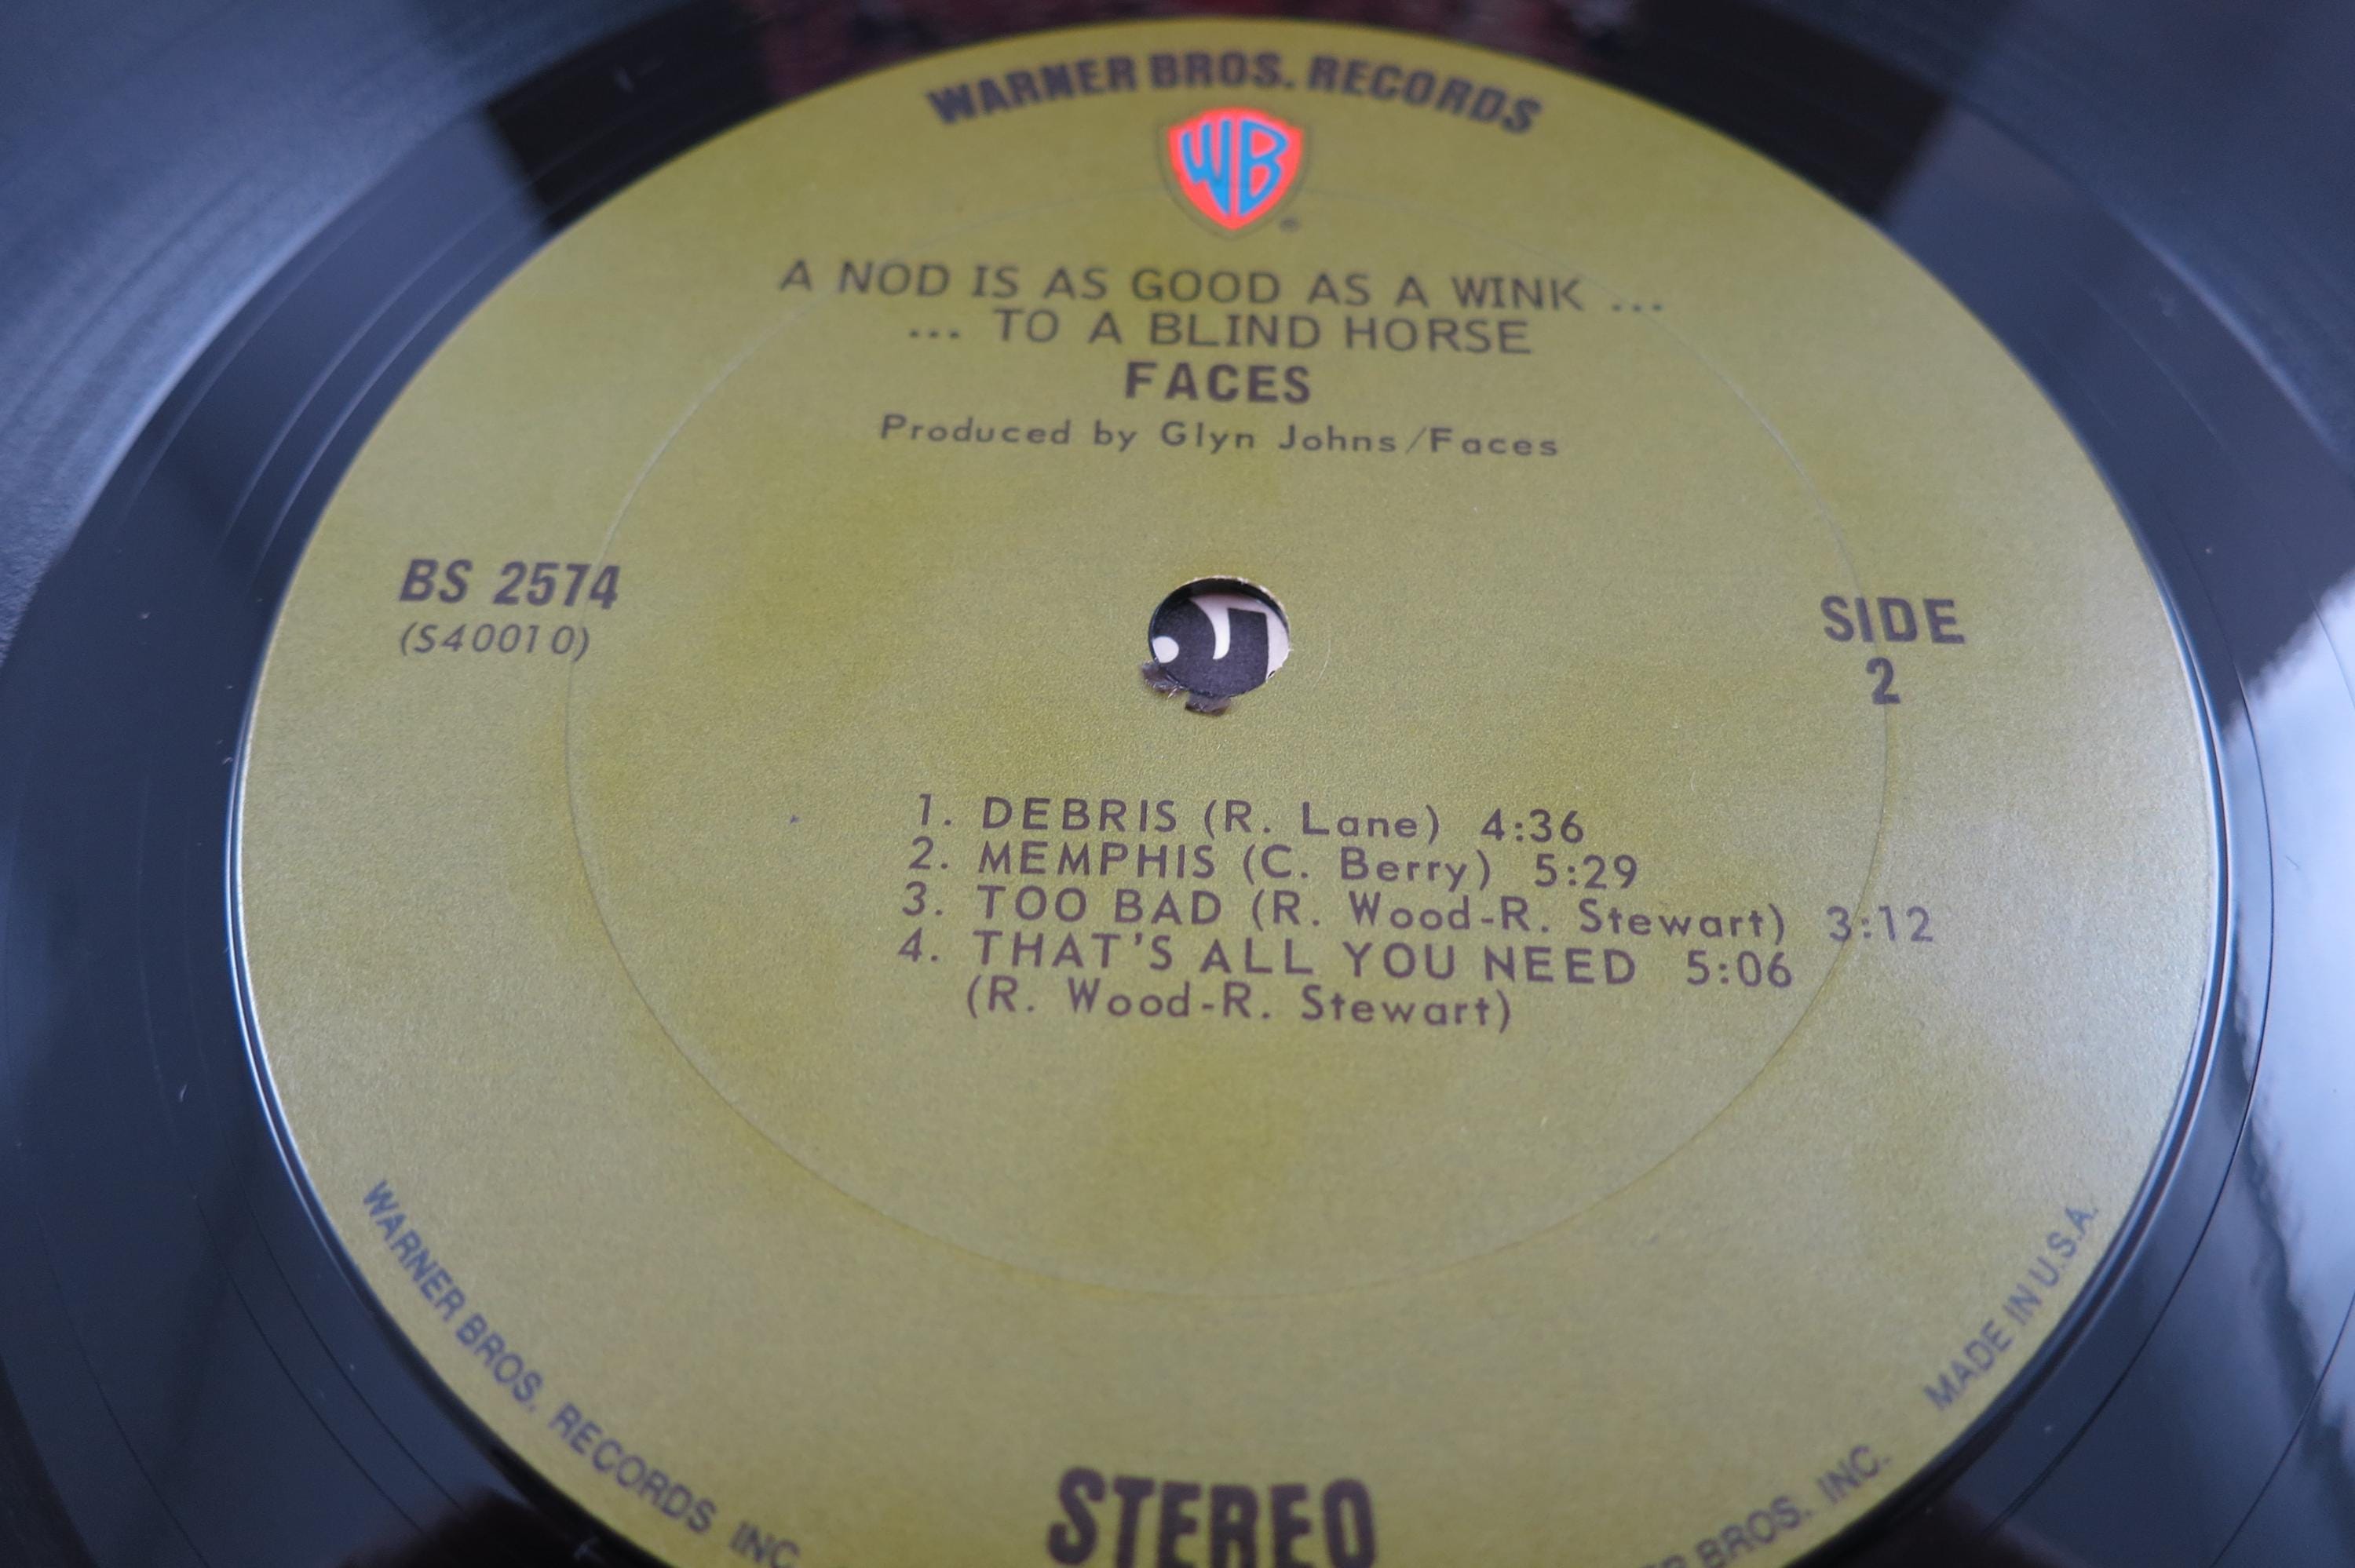 WARNER BROS. RECORDS
WB
®
A NOD IS AS GOOD AS A WINK ...
... TO A BLIND HORSE
FACES
Produced by Glyn Johns/Faces
BS 2574
(S40010)
SIDE
2
1. DEBRIS (R. Lane) 4:36
2. MEMPHIS (C. Berry) 5:29
3. TOO BAD (R. Wood-R. Stewart) 3:12
4. THAT'S ALL YOU NEED 5:06
(R. Wood-R. Stewart)
STEREO
WARNER BROS. RECORDS INC.
BROS. INC.
MADE IN U.S.A.